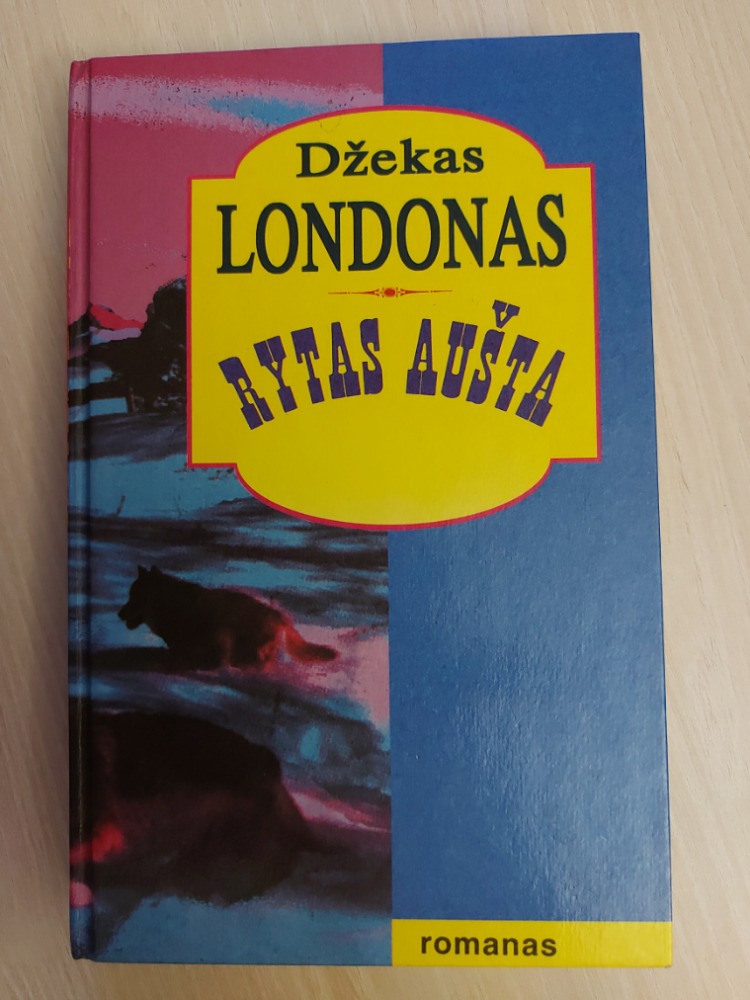 Džekas
LONDONAS
RYTAS AUŠTA
romanas